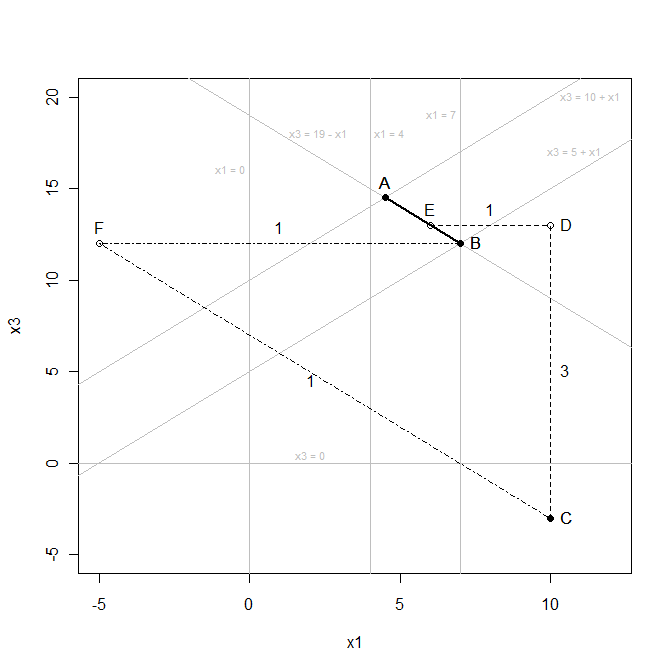 20
x3 = 10 + x1
x1 = 7
x3 = 19 - x1
x1 = 4
x3 = 5 + x1
x1 = 0
15
A
F
1
E
1
D
B
10
x3
5
1
3
x3 = 0
0
C
-5
-5
0
5
10
x1